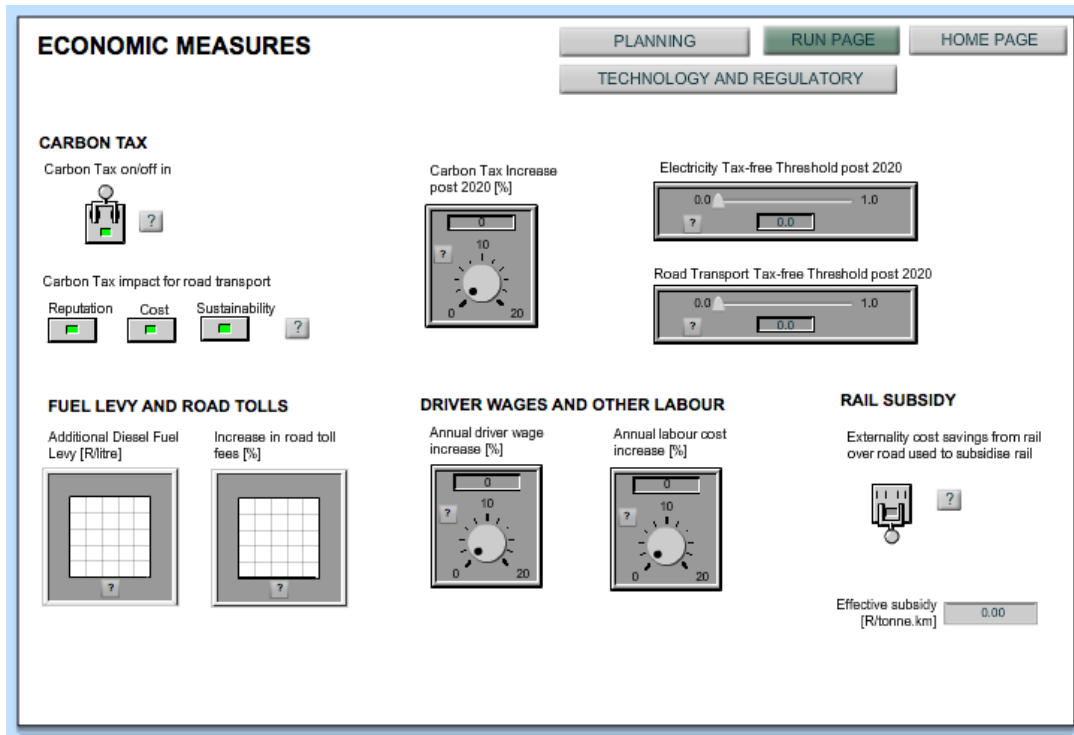 ECONOMIC MEASURES
PLANNING
RUN PAGE
HOME PAGE
TECHNOLOGY AND REGULATORY
CARBON TAX
Carbon Tax on/off in
?
Carbon Tax Increase
post 2020 [%]
0
?
10
0
20
Electricity Tax-free Threshold post 2020
0.0
1.0
?
0.0
Carbon Tax impact for road transport
Reputation
Cost
Sustainability
?
Road Transport Tax-free Threshold post 2020
0.0
1.0
?
0.0
FUEL LEVY AND ROAD TOLLS
Additional Diesel Fuel
Levy [R/litre]
?
Increase in road toll
fees [%]
?
DRIVER WAGES AND OTHER LABOUR
Annual driver wage
increase [%]
0
?
10
0
20
Annual labour cost
increase [%]
0
?
10
0
20
RAIL SUBSIDY
Externality cost savings from rail
over road used to subsidise rail
?
Effective subsidy
[R/tonne.km]
0.00